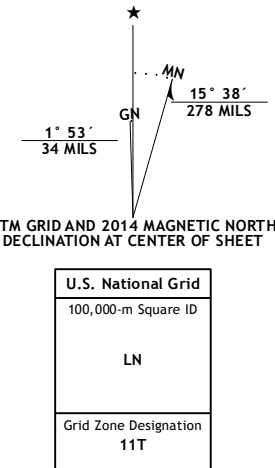 MN
GN
15° 38´
278 MILS
1° 53´
34 MILS
TM GRID AND 2014 MAGNETIC NORTH
DECLINATION AT CENTER OF SHEET
U.S. National Grid
100,000-m Square ID
LN
Grid Zone Designation
11T